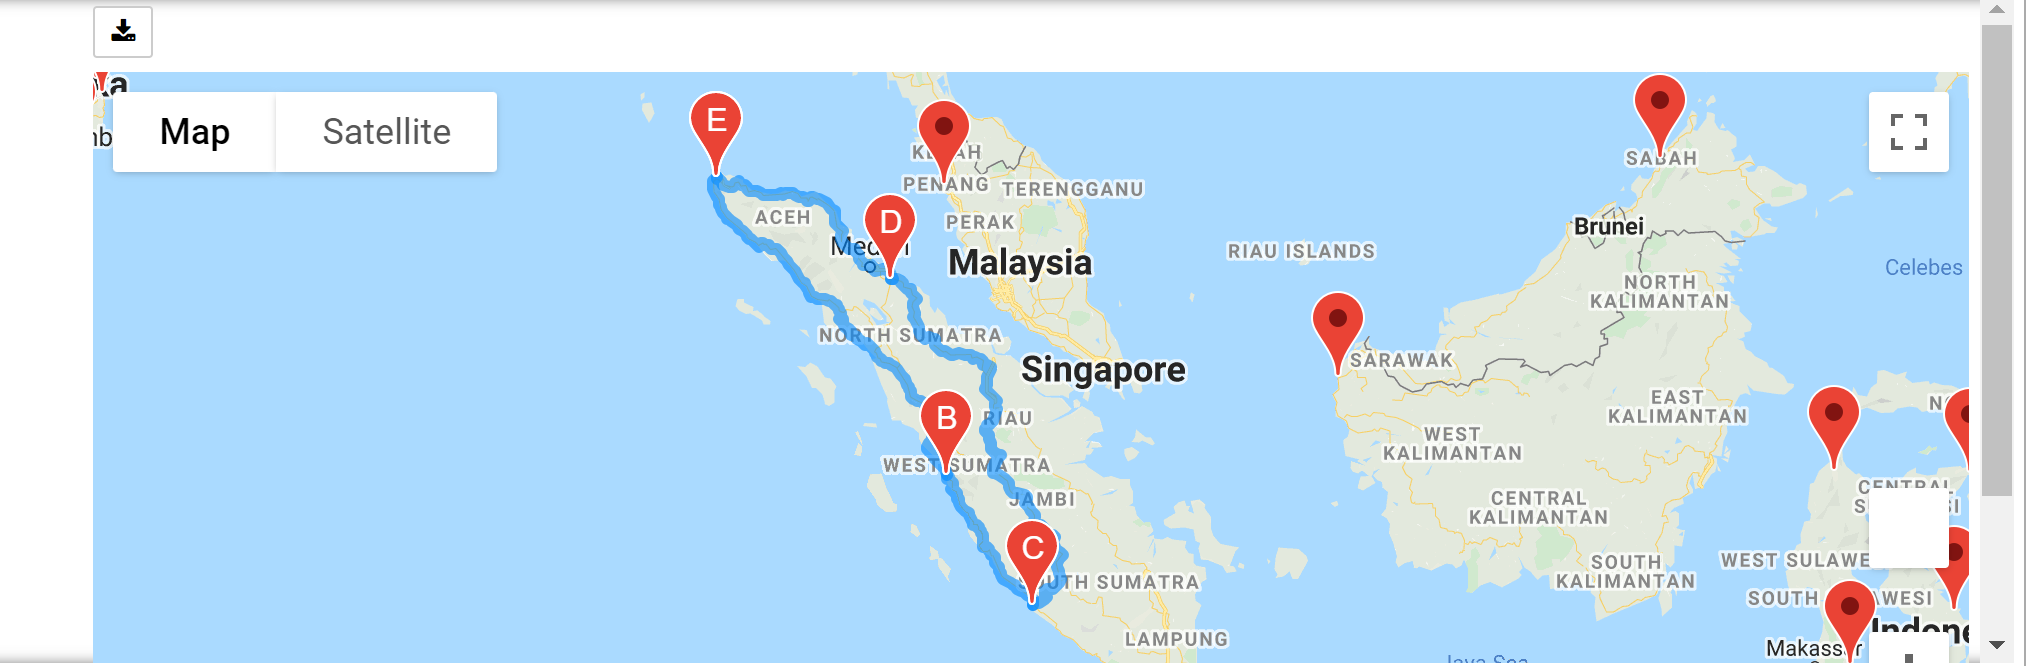 Map
Satellite
E
KEDAH
PENANG
TERENGGANU
SABAH
ACEH
D
PERAK
Brunei
Medan
RIAU ISLANDS
Malaysia
Celebes
NORTH
KALIMANTAN
NORTH SUMATRA
SARAWAK
Singapore
B
RIAU
EAST
KALIMANTAN
WEST
KALIMANTAN
WEST SUMATRA
JAMBI
CENTRAL
KALIMANTAN
CENTRAL
C
SOUTH SUMATRA
SOUTH
KALIMANTAN
WEST SULAWE
SOUTH
AWESI
LAMPUNG
Indone
Makassar
Java Sea